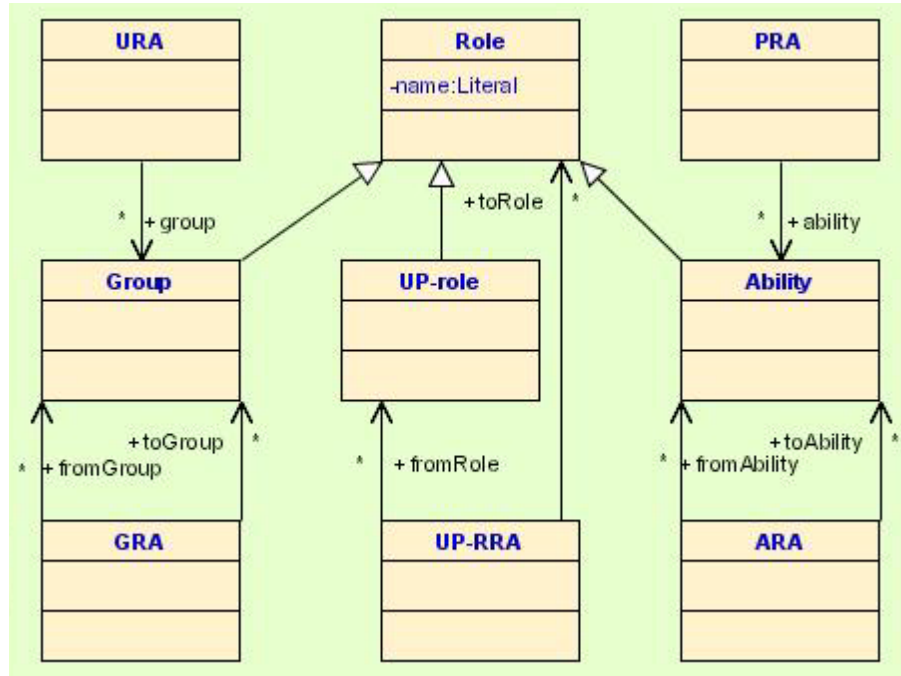 URA
Role
PRA
-name:Literal
+toRole
*
*
+ group
*
+ ability
Group
UP-role
Ability
+toGroup
*
+toAbility
*
*
+ fromGroup
*
+ fromRole
*
+ fromAbility
GRA
UP-RRA
ARA